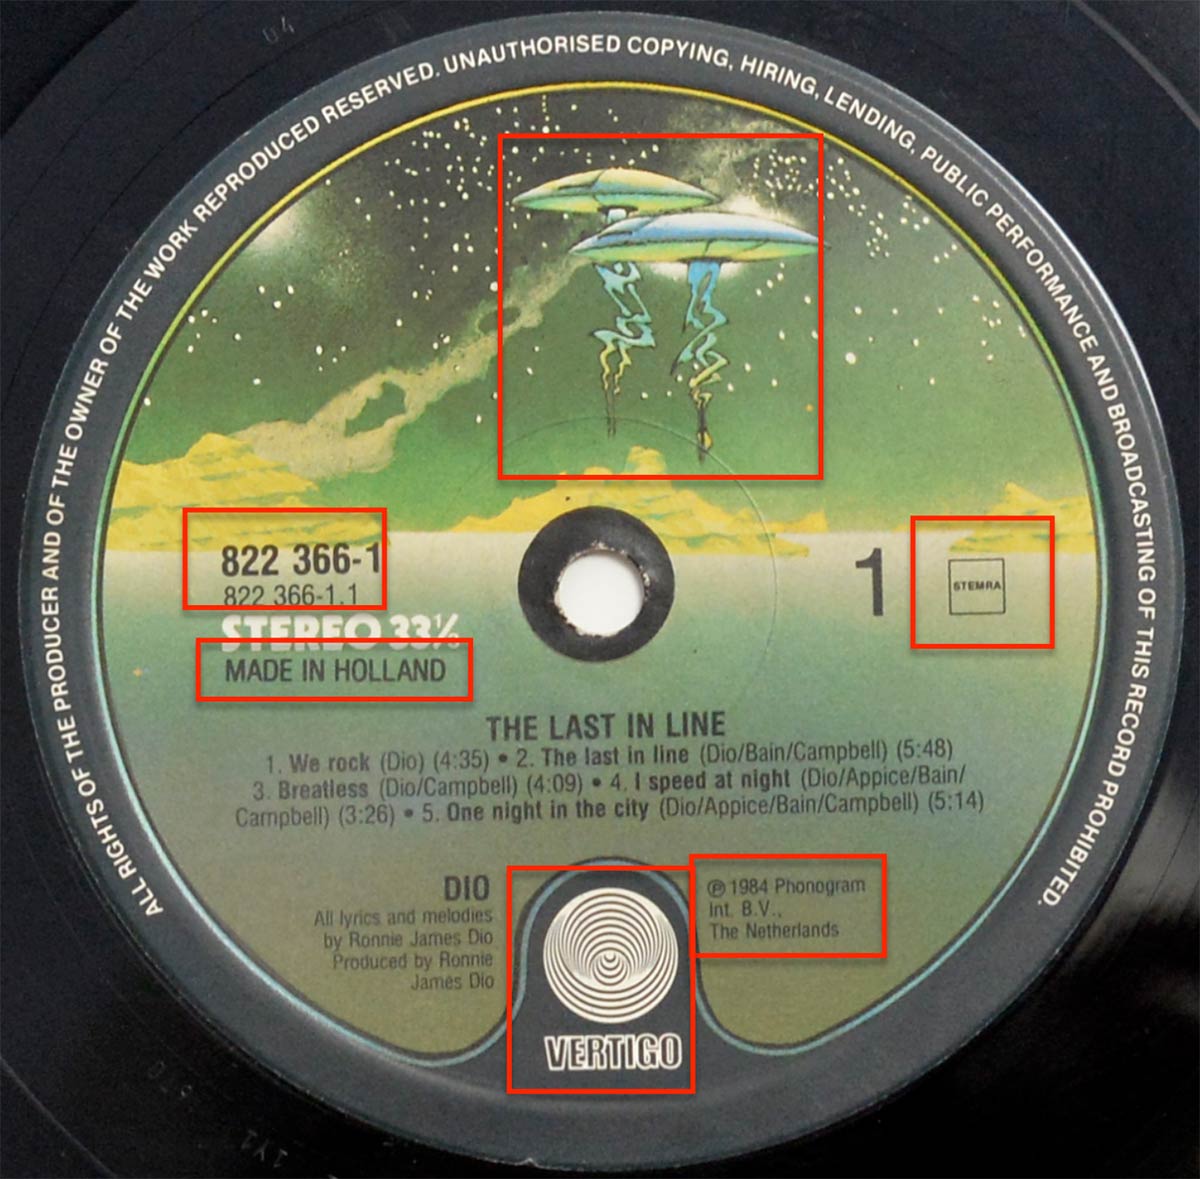 ALL RIGHTS OF THE PRODUCER AND OF THE OWNER OF THE WORK REPRODUCED RESERVED. UNAUTHORISED COPYING, HIRING, LENDING, PUBLIC PERFORMANCE AND BROADCASTING OF THIS RECORD PROHIBITED.
822 366-1
822 366-1.1
STEREO 33⅓
MADE IN HOLLAND
1
STEMRA
THE LAST IN LINE
1. We rock (Dio) (4:35) • 2. The last in line (Dio/Bain/Campbell) (5:48)
3. Breatless (Dio/Campbell) (4:09) • 4. I speed at night (Dio/Appice/Bain/
Campbell) (3:26) • 5. One night in the city (Dio/Appice/Bain/Campbell) (5:14)
DIO
All lyrics and melodies
by Ronnie James Dio
Produced by Ronnie
James Dio
℗ 1984 Phonogram
Int. B.V.,
The Netherlands
VERTIGO